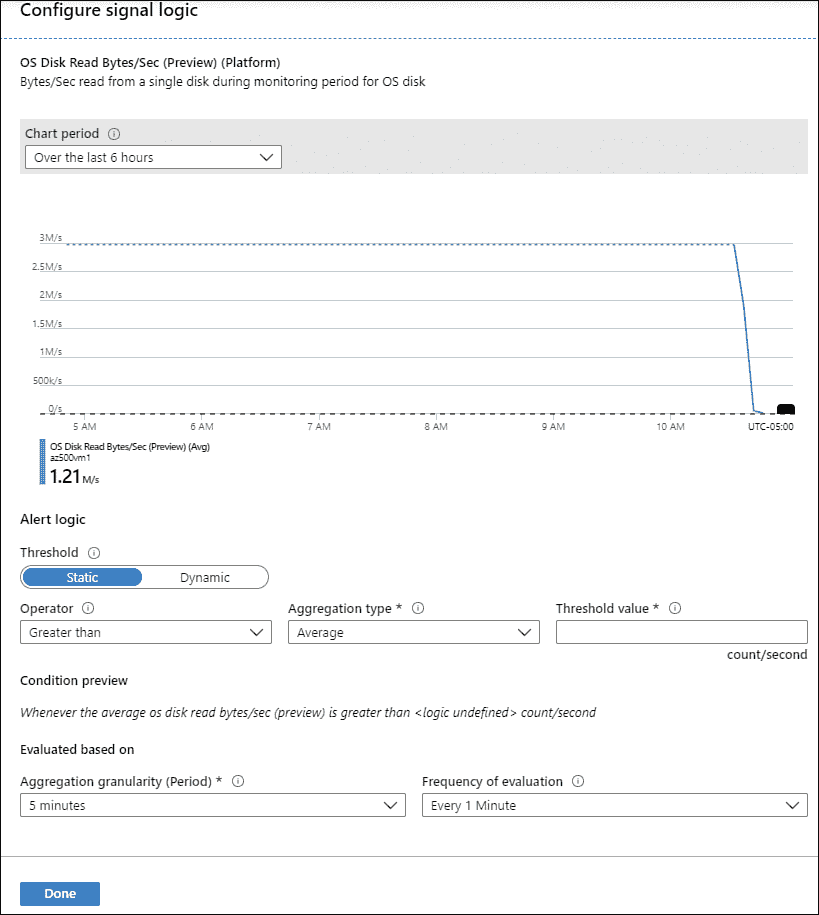 Configure signal logic
OS Disk Read Bytes/Sec (Preview) (Platform)
Bytes/Sec read from a single disk during monitoring period for OS disk
Chart period
Over the last 6 hours
3M/s
2.5M/s
2M/s
1.5M/s
1M/s
500k/s
0/s
5 AM 6 AM 7 AM 8 AM 9 AM 10 AM UTC-05:00
OS Disk Read Bytes/Sec (Preview) (Avg)
az500vm1
1.21 M/s
Alert logic
Threshold
Static Dynamic
Operator Aggregation type * Threshold value *
Greater than Average
count/second
Condition preview
Whenever the average os disk read bytes/sec (preview) is greater than <logic undefined> count/second
Evaluated based on
Aggregation granularity (Period) * Frequency of evaluation
5 minutes Every 1 Minute
Done